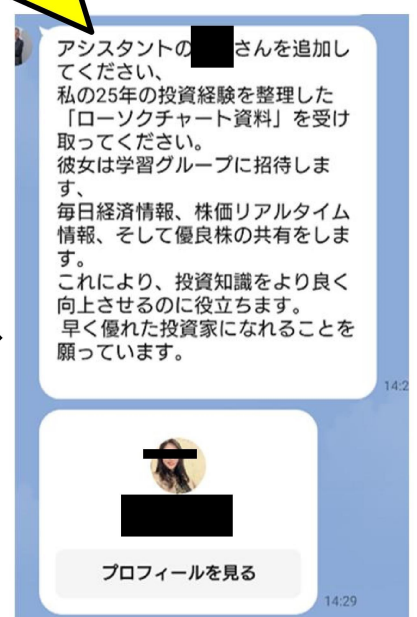 アシスタントの さんを追加し
てください、
私の25年の投資経験を整理した
「ローソクチャート資料」を受け
取ってください。
彼女は学習グループに招待しま
す、
毎日経済情報、株価リアルタイム
情報、そして優良株の共有をしま
す。
これにより、投資知識をより良く
向上させるのに役立ちます。
早く優れた投資家になれることを
願っています。
14:2
プロフィールを見る
14:29